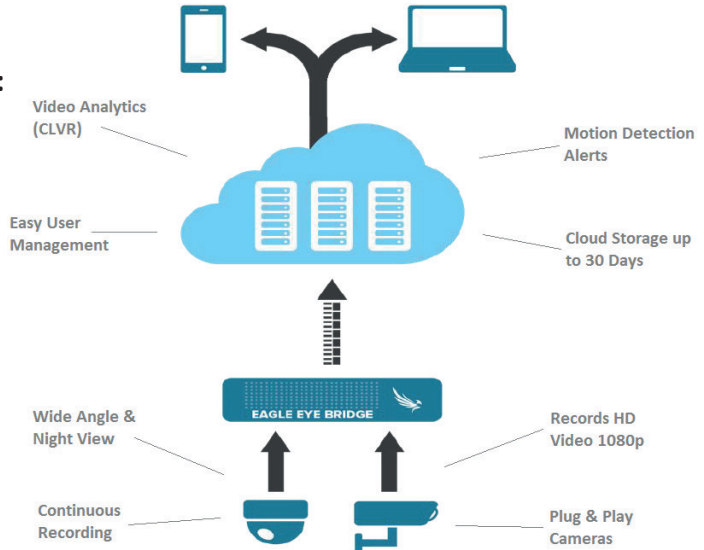 :
Video Analytics
(CLVR)
Motion Detection
Alerts
Easy User
Management
Cloud Storage up
to 30 Days
EAGLE EYE BRIDGE
Wide Angle &
Night View
Records HD
Video 1080p
Continuous
Recording
Plug & Play
Cameras